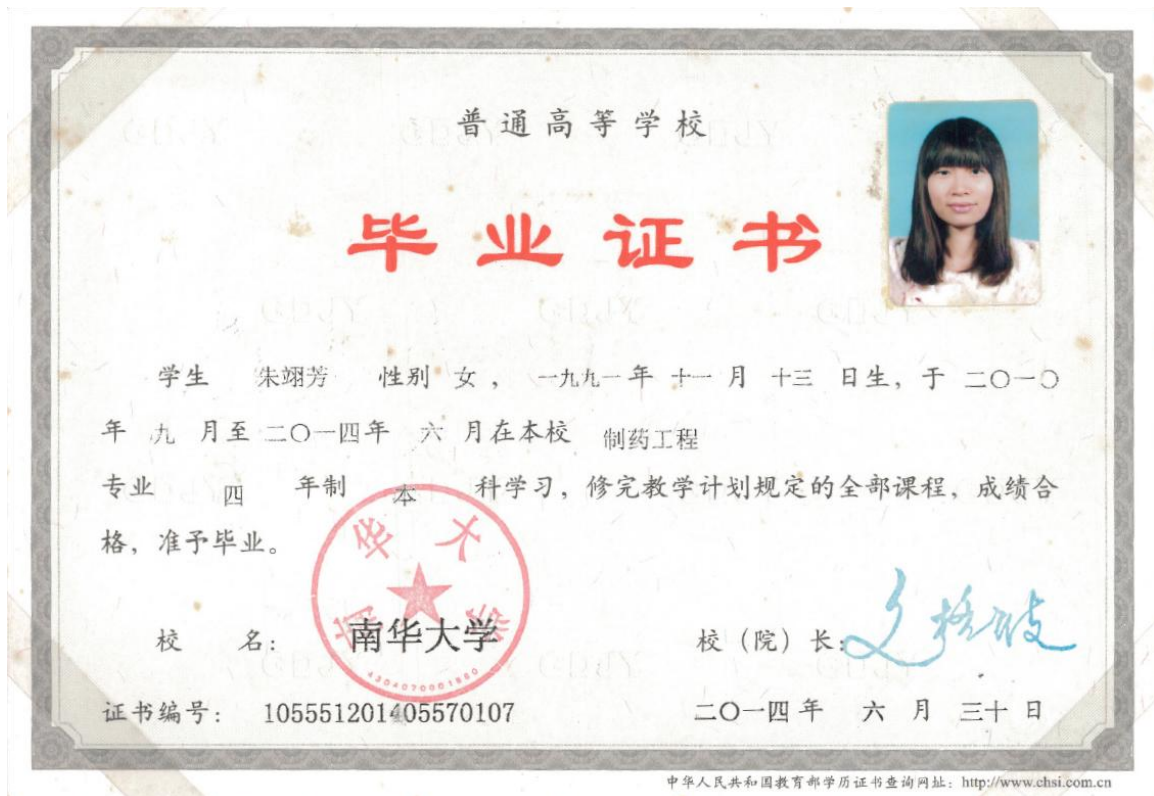 普通高等学校
毕业证书
学生 朱翊芳 性别 女 ， 一九九一年 十一 月 十三 日生，于 二〇一〇
年 九 月至 二〇一四年 六 月在本校 制药工程
专业 四 年制 本 科学习，修完教学计划规定的全部课程，成绩合
格，准予毕业。
南华大学
校 名： 南华大学 校（院）长：
4304070001880
证书编号： 105551201405570107 二〇一四 年 六 月 三十 日
中华人民共和国教育部学历证书查询网址：http://www.chsi.com.cn